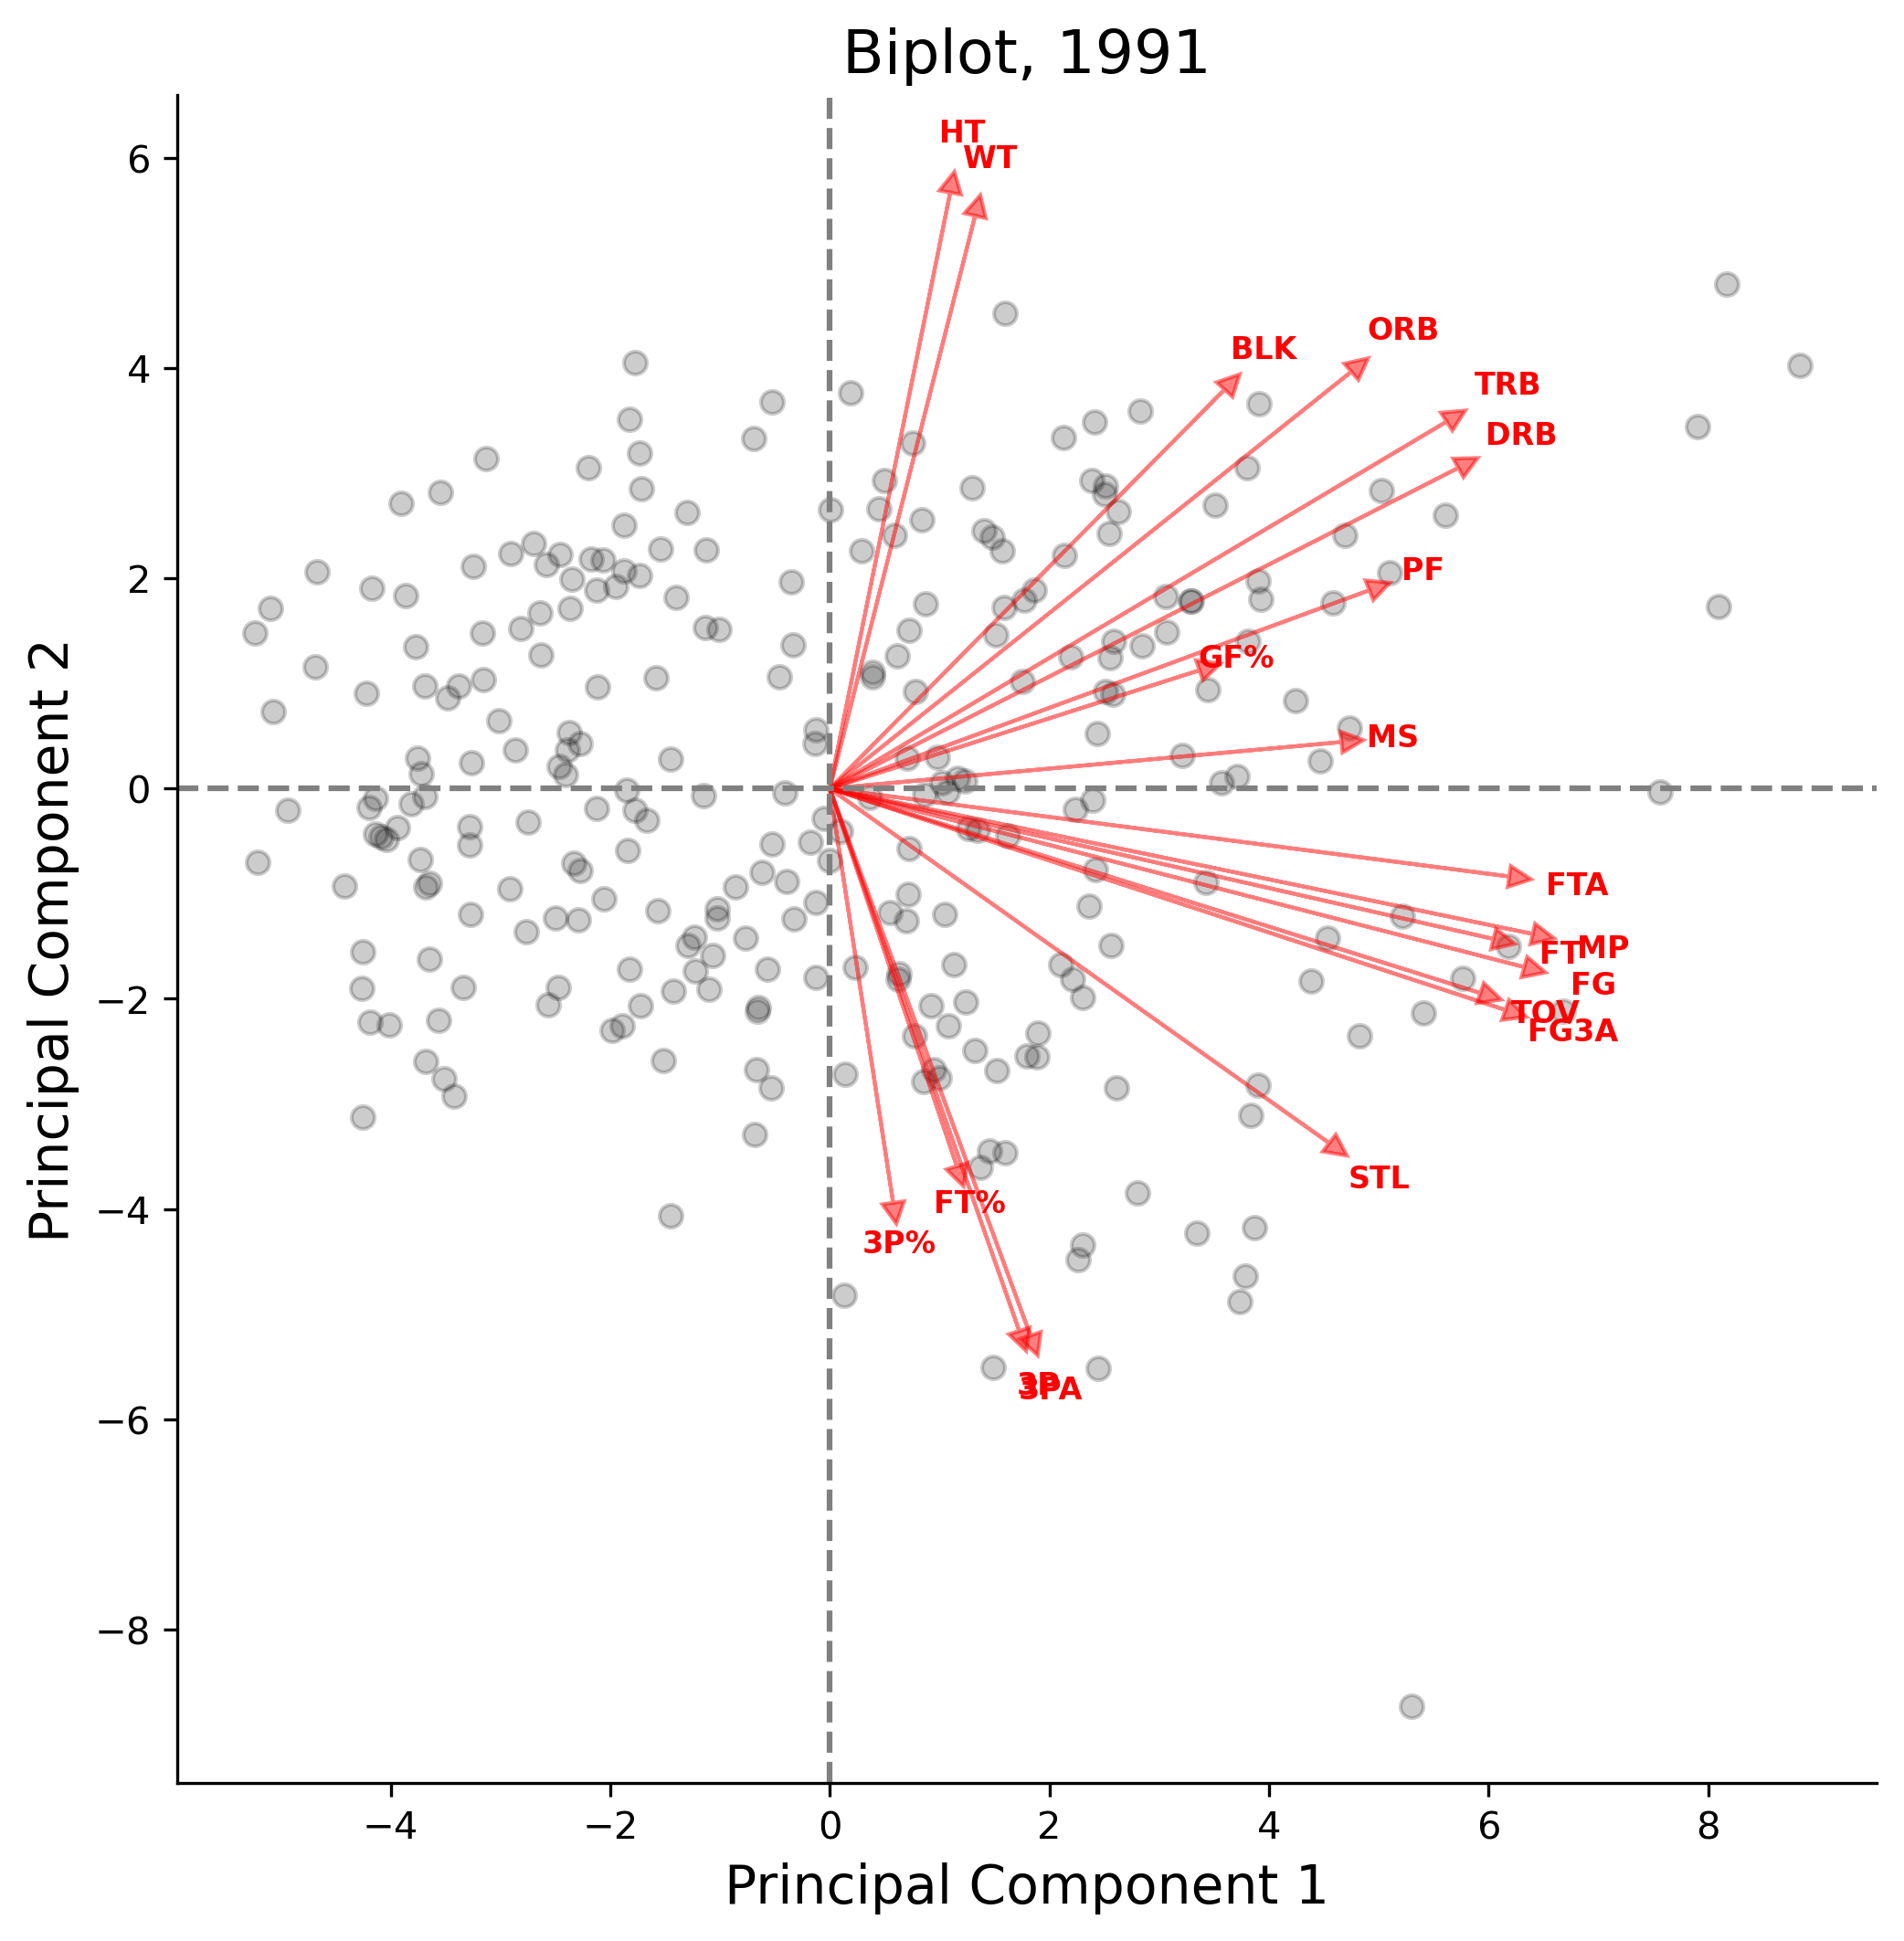 Biplot, 1991
HT
WT
ORB
BLK
TRB
DRB
PF
GF%
MS
FTA
FT
MP
FG
TOV
FG3A
STL
FT%
3P%
3P
3PA
6
4
2
0
−2
−4
−6
−8
Principal Component 2
−4
−2
0
2
4
6
8
Principal Component 1